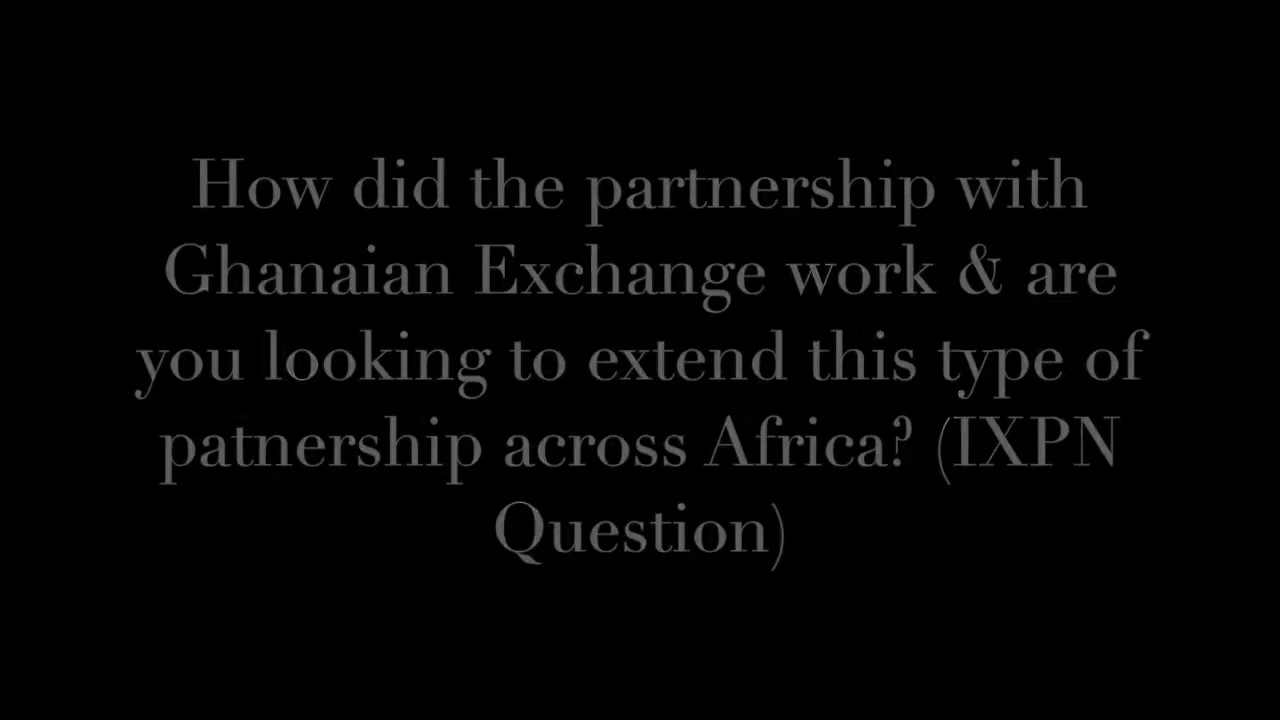 How did the partnership with
Ghanaian Exchange work & are
you looking to extend this type of
patnership across Africa? (IXPN
Question)